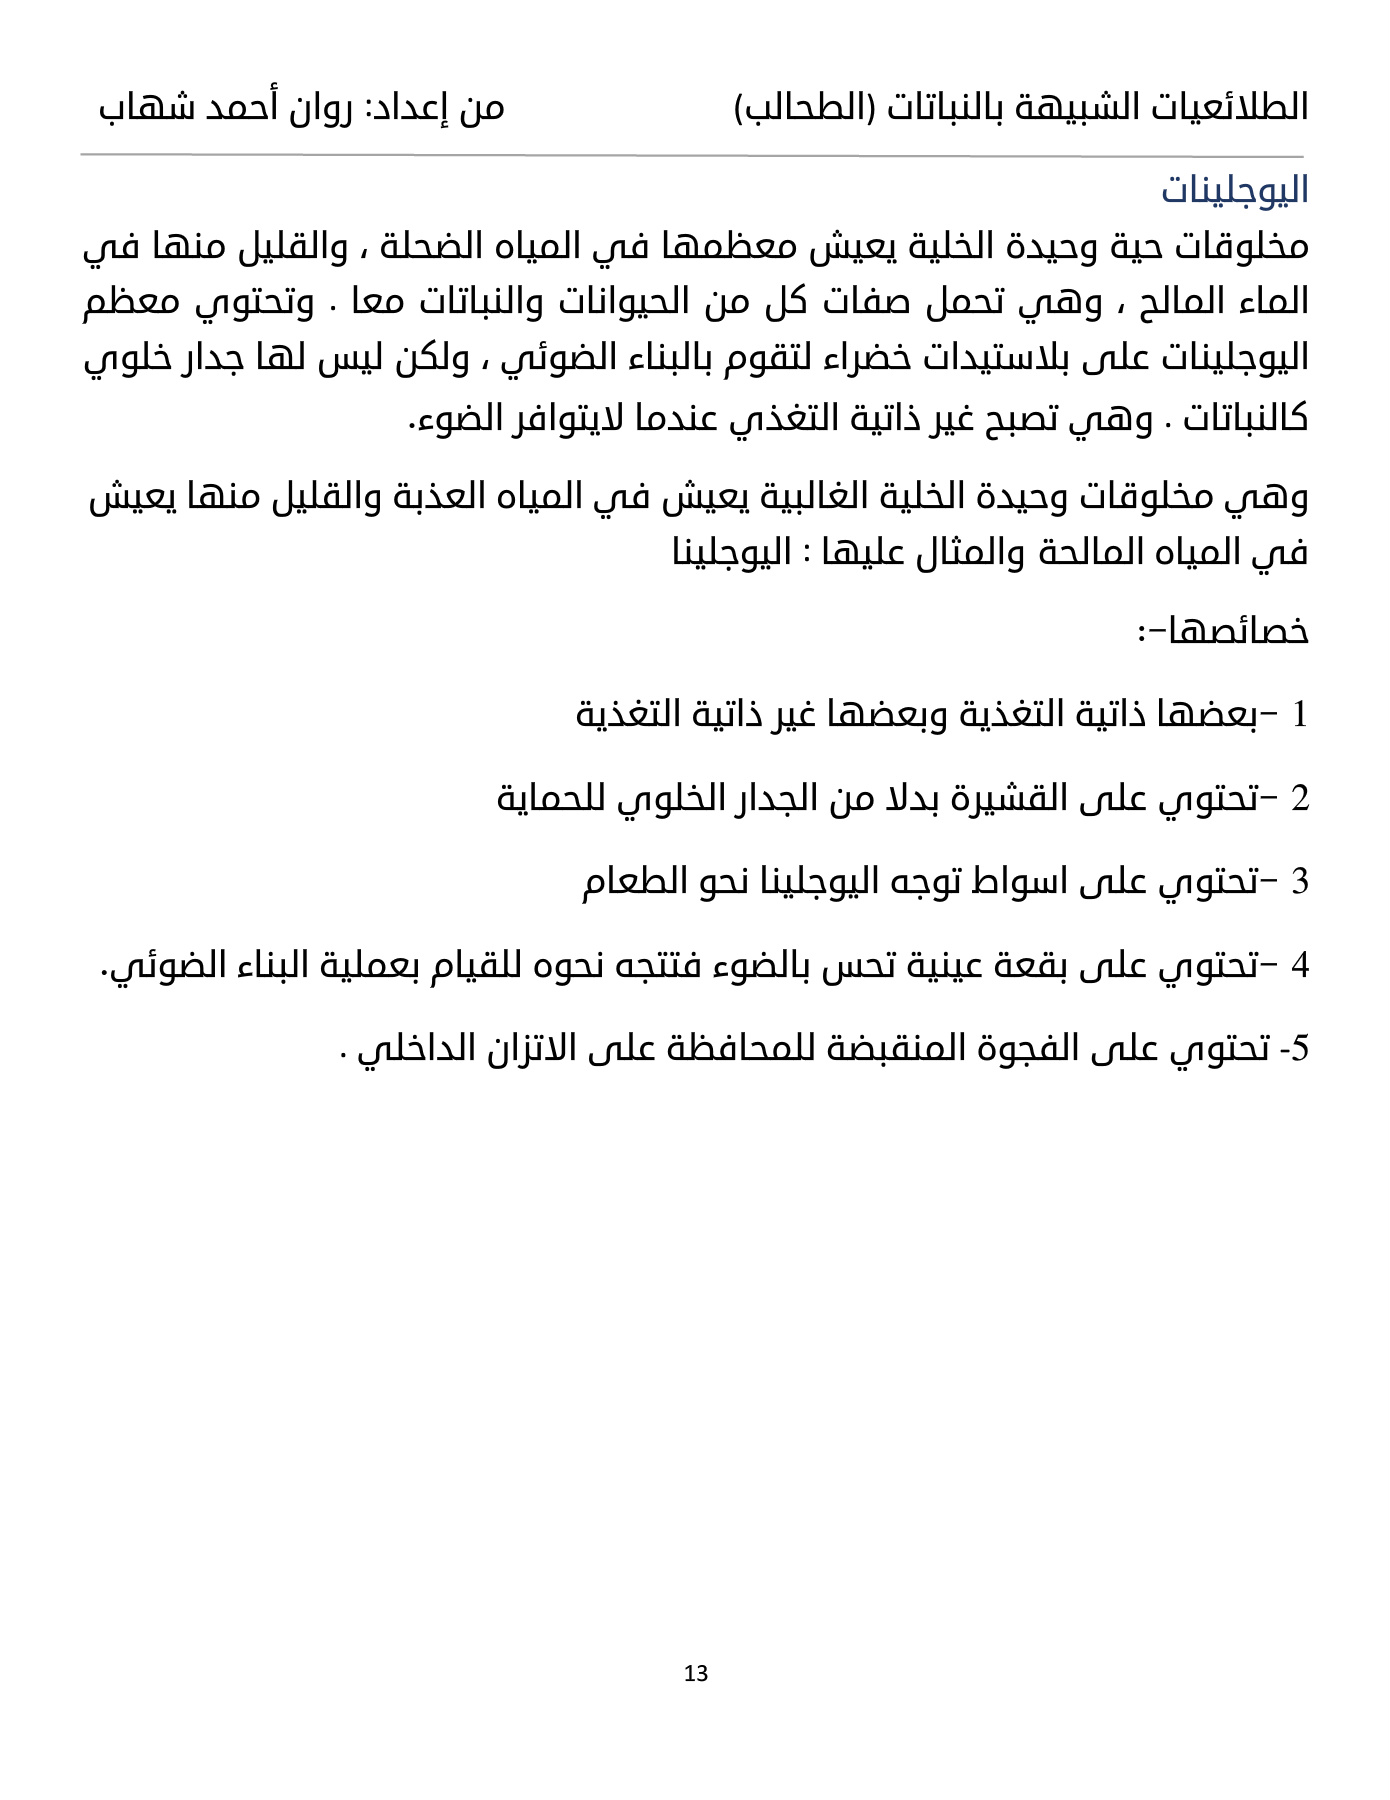 الطلائعيات الشبيهة بالنباتات (الطحالب) من إعداد: روان أحمد شهاب
اليوجلينات
مخلوقات حية وحيدة الخلية يعيش معظمها في المياه الضحلة ، والقليل منها في
الماء المالح ، وهي تحمل صفات كل من الحيوانات والنباتات معا . وتحتوي معظم
اليوجلينات على بلاستيدات خضراء لتقوم بالبناء الضوئي ، ولكن ليس لها جدار خلوي
كالنباتات . وهي تصبح غير ذاتية التغذي عندما لايتوافر الضوء.
وهي مخلوقات وحيدة الخلية الغالبية يعيش في المياه العذبة والقليل منها يعيش
في المياه المالحة والمثال عليها : اليوجلينا
خصائصها–:
1 –بعضها ذاتية التغذية وبعضها غير ذاتية التغذية
2 –تحتوي على القشيرة بدلا من الجدار الخلوي للحماية
3 –تحتوي على اسواط توجه اليوجلينا نحو الطعام
4 –تحتوي على بقعة عينية تحس بالضوء فتتجه نحوه للقيام بعملية البناء الضوئي.
5- تحتوي على الفجوة المنقبضة للمحافظة على الاتزان الداخلي .
13